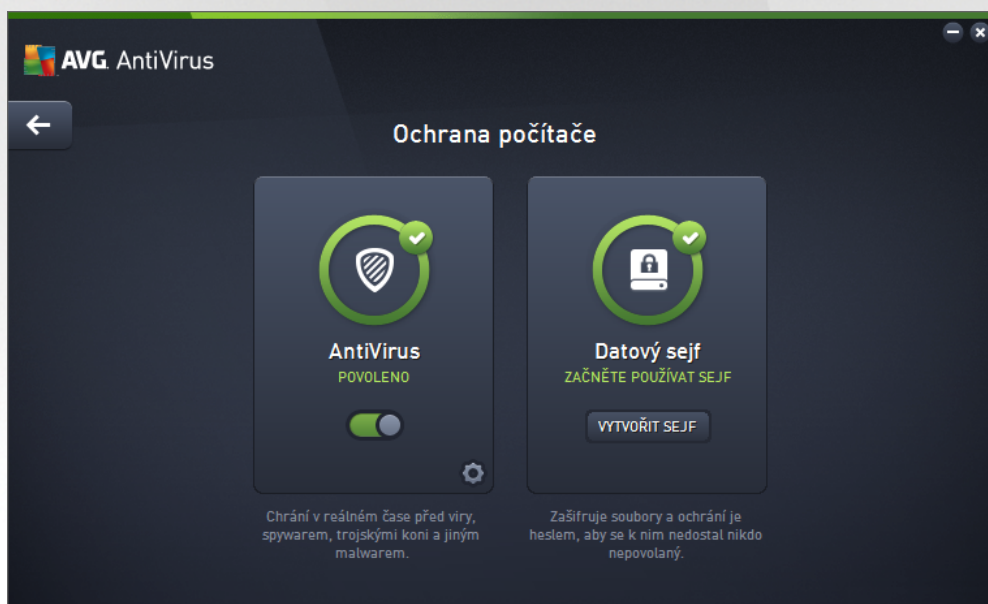 AVG. AntiVirus
Ochrana počítače
AntiVirus
POVOLENO
Chrání v reálném čase před viry,
spywarem, trojskými koni a jiným
malwarem.
Datový sejf
ZAČNĚTE POUŽÍVAT SEJF
VYTVOŘIT SEJF
Zašifruje soubory a ochrání je
heslem, aby se k nim nedostal nikdo
nepovolaný.